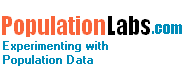 PopulationLabs.com
Experimenting with
Population Data